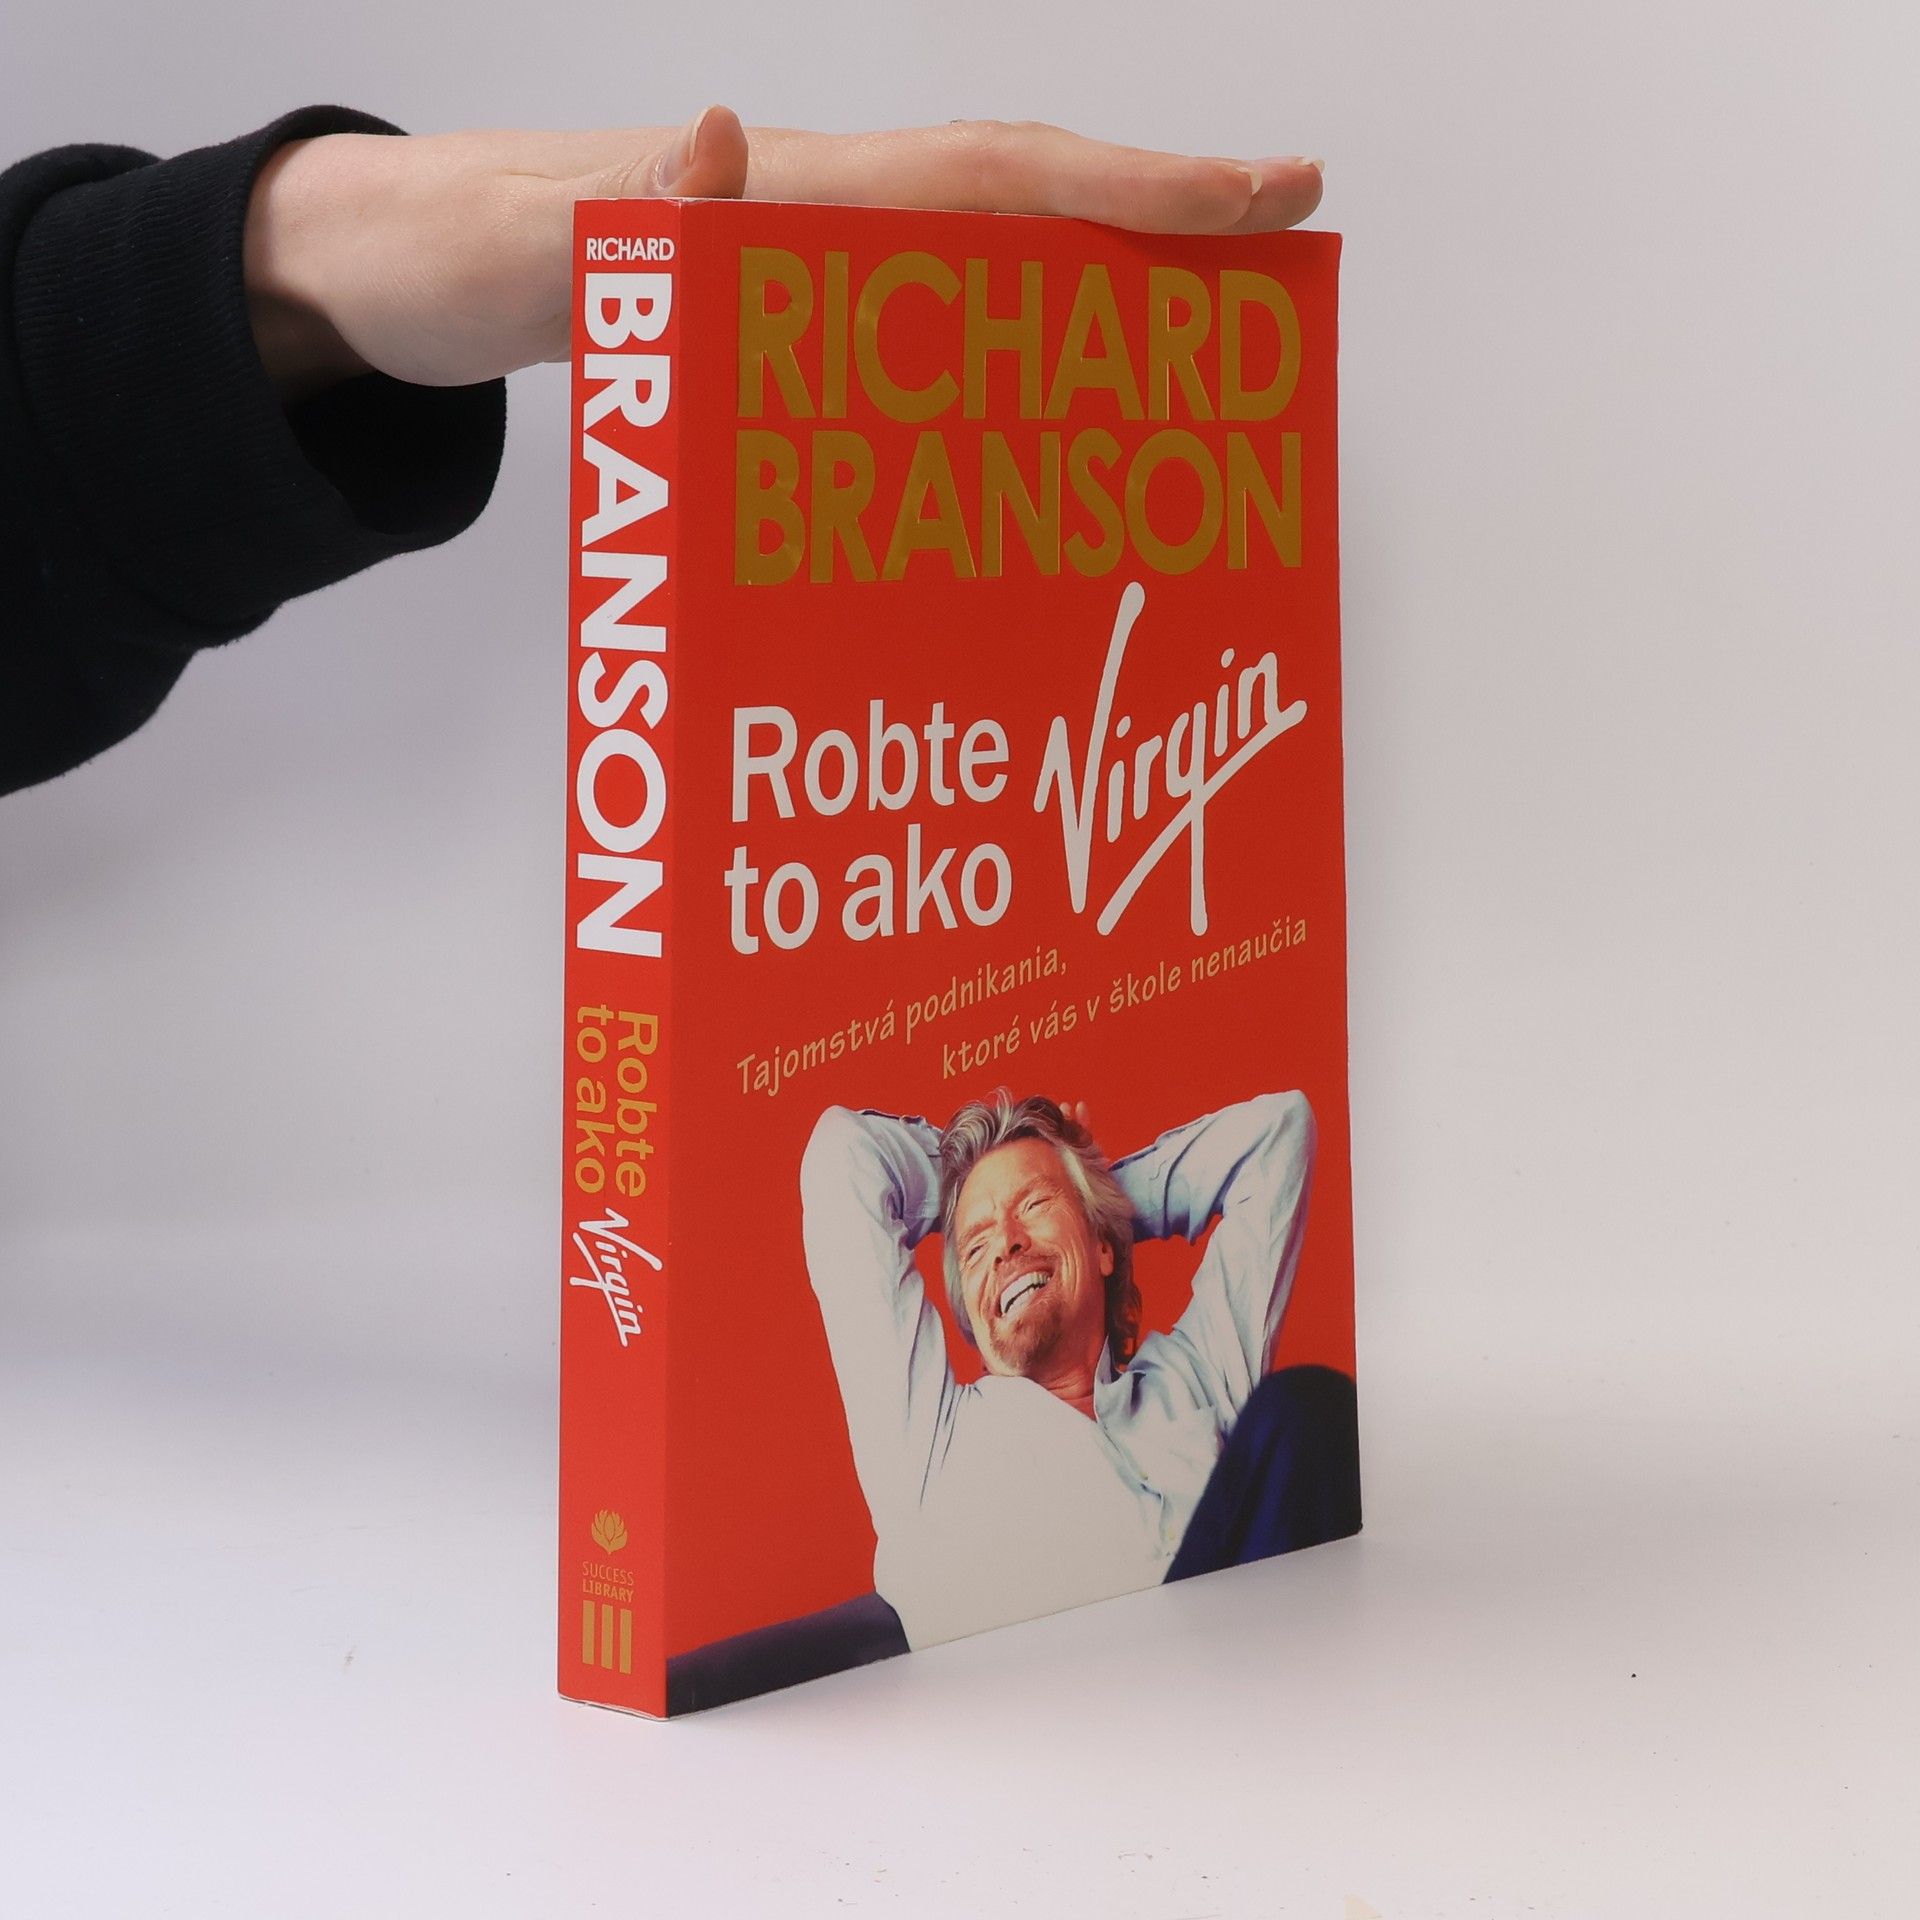 RICHARD
BRANSON
Robte
to ako
Virgin
SUCCESS
LIBRARY
RICHARD
BRANSON
Robte
to ako Virgin
Tajomstvá podnikania,
ktoré vás v škole nenaučia